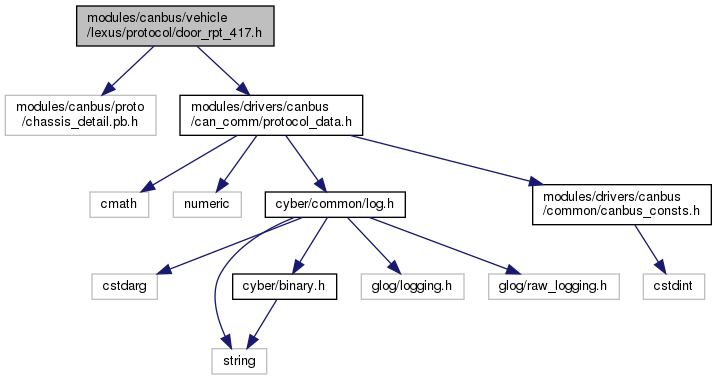 modules/canbus/vehicle
/lexus/protocol/door_rpt_417.h
modules/canbus/proto
/chassis_detail.pb.h
modules/drivers/canbus
/can_comm/protocol_data.h
cmath
numeric
cyber/common/log.h
modules/drivers/canbus
/common/canbus_consts.h
cstdarg
cyber/binary.h
glog/logging.h
glog/raw_logging.h
cstdint
string